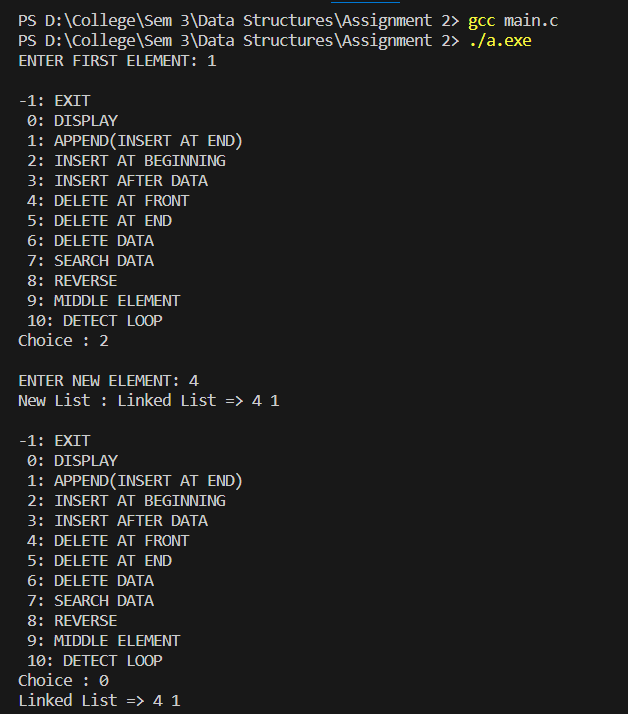 PS D:\College\Sem 3\Data Structures\Assignment 2> gcc main.c
PS D:\College\Sem 3\Data Structures\Assignment 2> ./a.exe
ENTER FIRST ELEMENT: 1

-1: EXIT
 0: DISPLAY
 1: APPEND(INSERT AT END)
 2: INSERT AT BEGINNING
 3: INSERT AFTER DATA
 4: DELETE AT FRONT
 5: DELETE AT END
 6: DELETE DATA
 7: SEARCH DATA
 8: REVERSE
 9: MIDDLE ELEMENT
 10: DETECT LOOP
Choice : 2

ENTER NEW ELEMENT: 4
New List : Linked List => 4 1

-1: EXIT
 0: DISPLAY
 1: APPEND(INSERT AT END)
 2: INSERT AT BEGINNING
 3: INSERT AFTER DATA
 4: DELETE AT FRONT
 5: DELETE AT END
 6: DELETE DATA
 7: SEARCH DATA
 8: REVERSE
 9: MIDDLE ELEMENT
 10: DETECT LOOP
Choice : 0
Linked List => 4 1